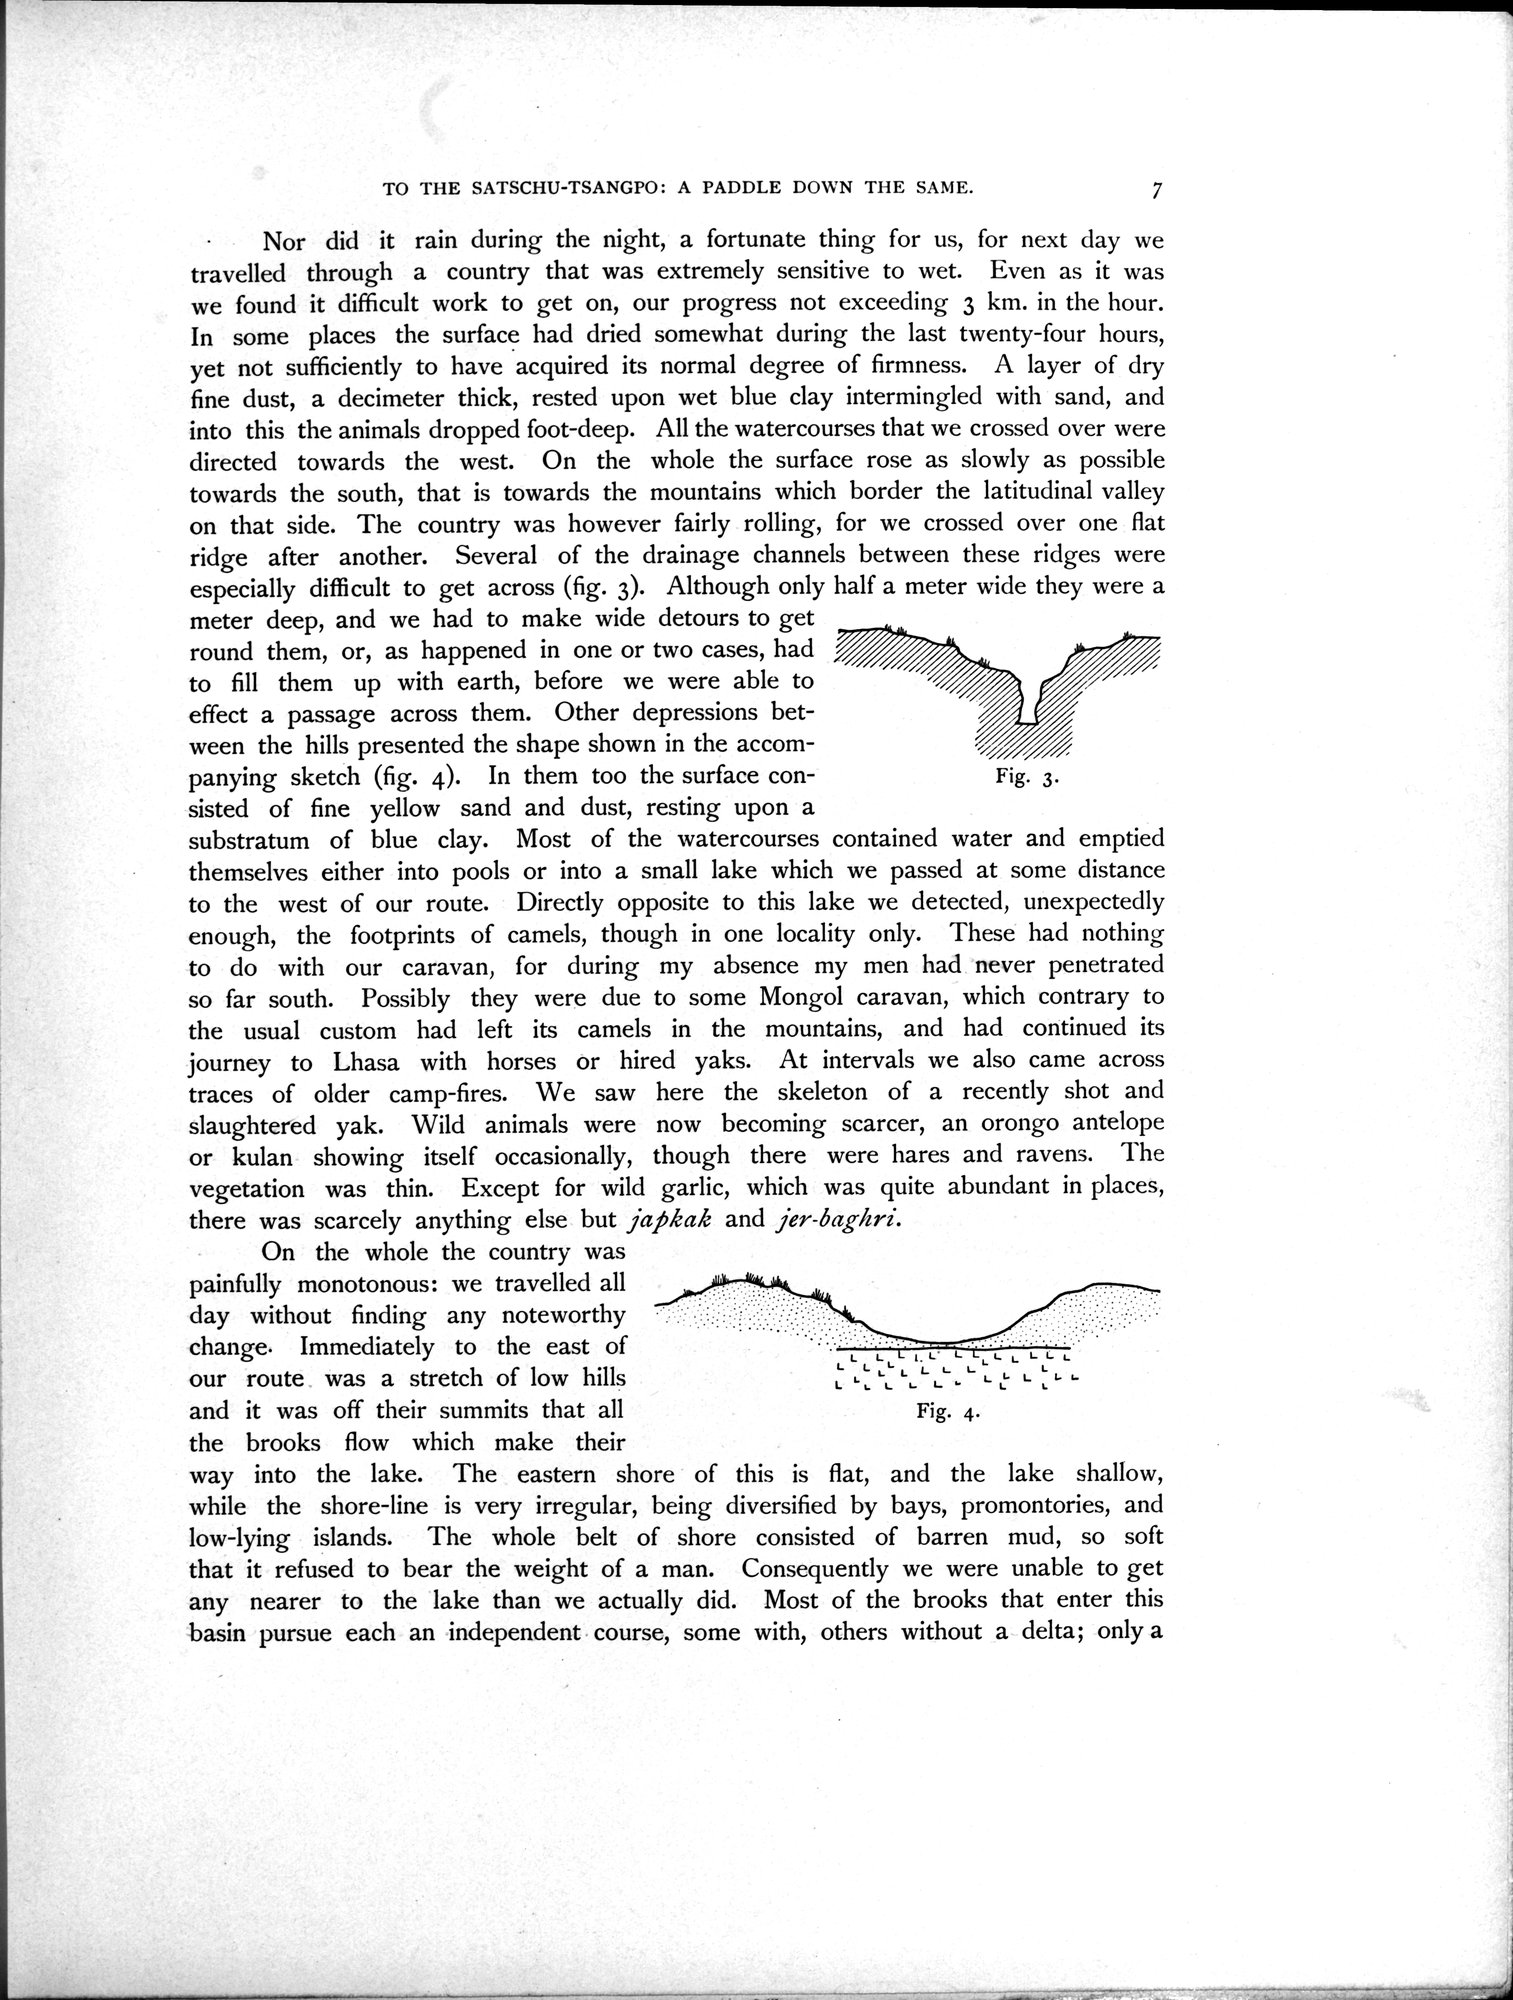 TO THE SATSCHU-TSANGPO: A PADDLE DOWN THE SAME. 7
Nor did it rain during the night, a fortunate thing for us, for next day we
travelled through a country that was extremely sensitive to wet. Even as it was
we found it difficult work to get on, our progress not exceeding 3 km. in the hour.
In some places the surface had dried somewhat during the last twenty-four hours,
yet not sufficiently to have acquired its normal degree of firmness. A layer of dry
fine dust, a decimeter thick, rested upon wet blue clay intermingled with sand, and
into this the animals dropped foot-deep. All the watercourses that we crossed over were
directed towards the west. On the whole the surface rose as slowly as possible
towards the south, that is towards the mountains which border the latitudinal valley
on that side. The country was however fairly rolling, for we crossed over one flat
ridge after another. Several of the drainage channels between these ridges were
especially difficult to get across (fig. 3). Although only half a meter wide they were a
meter deep, and we had to make wide detours to get
round them, or, as happened in one or two cases, had
to fill them up with earth, before we were able to
effect a passage across them. Other depressions bet-
ween the hills presented the shape shown in the accom-
panying sketch (fig. 4). In them too the surface con-
sisted of fine yellow sand and dust, resting upon a
Fig. 3.
substratum of blue clay. Most of the watercourses contained water and emptied
themselves either into pools or into a small lake which we passed at some distance
to the west of our route. Directly opposite to this lake we detected, unexpectedly
enough, the footprints of camels, though in one locality only. These had nothing
to do with our caravan, for during my absence my men had never penetrated
so far south. Possibly they were due to some Mongol caravan, which contrary to
the usual custom had left its camels in the mountains, and had continued its
journey to Lhasa with horses or hired yaks. At intervals we also came across
traces of older camp-fires. We saw here the skeleton of a recently shot and
slaughtered yak. Wild animals were now becoming scarcer, an orongo antelope
or kulan showing itself occasionally, though there were hares and ravens. The
vegetation was thin. Except for wild garlic, which was quite abundant in places,
there was scarcely anything else but japkak and jer-baghri.
On the whole the country was
painfully monotonous: we travelled all
day without finding any noteworthy
change. Immediately to the east of
our route was a stretch of low hills
and it was off their summits that all
the brooks flow which make their
Fig. 4.
way into the lake. The eastern shore of this is flat, and the lake shallow,
while the shore-line is very irregular, being diversified by bays, promontories, and
low-lying islands. The whole belt of shore consisted of barren mud, so soft
that it refused to bear the weight of a man. Consequently we were unable to get
any nearer to the lake than we actually did. Most of the brooks that enter this
basin pursue each an independent course, some with, others without a delta; only a